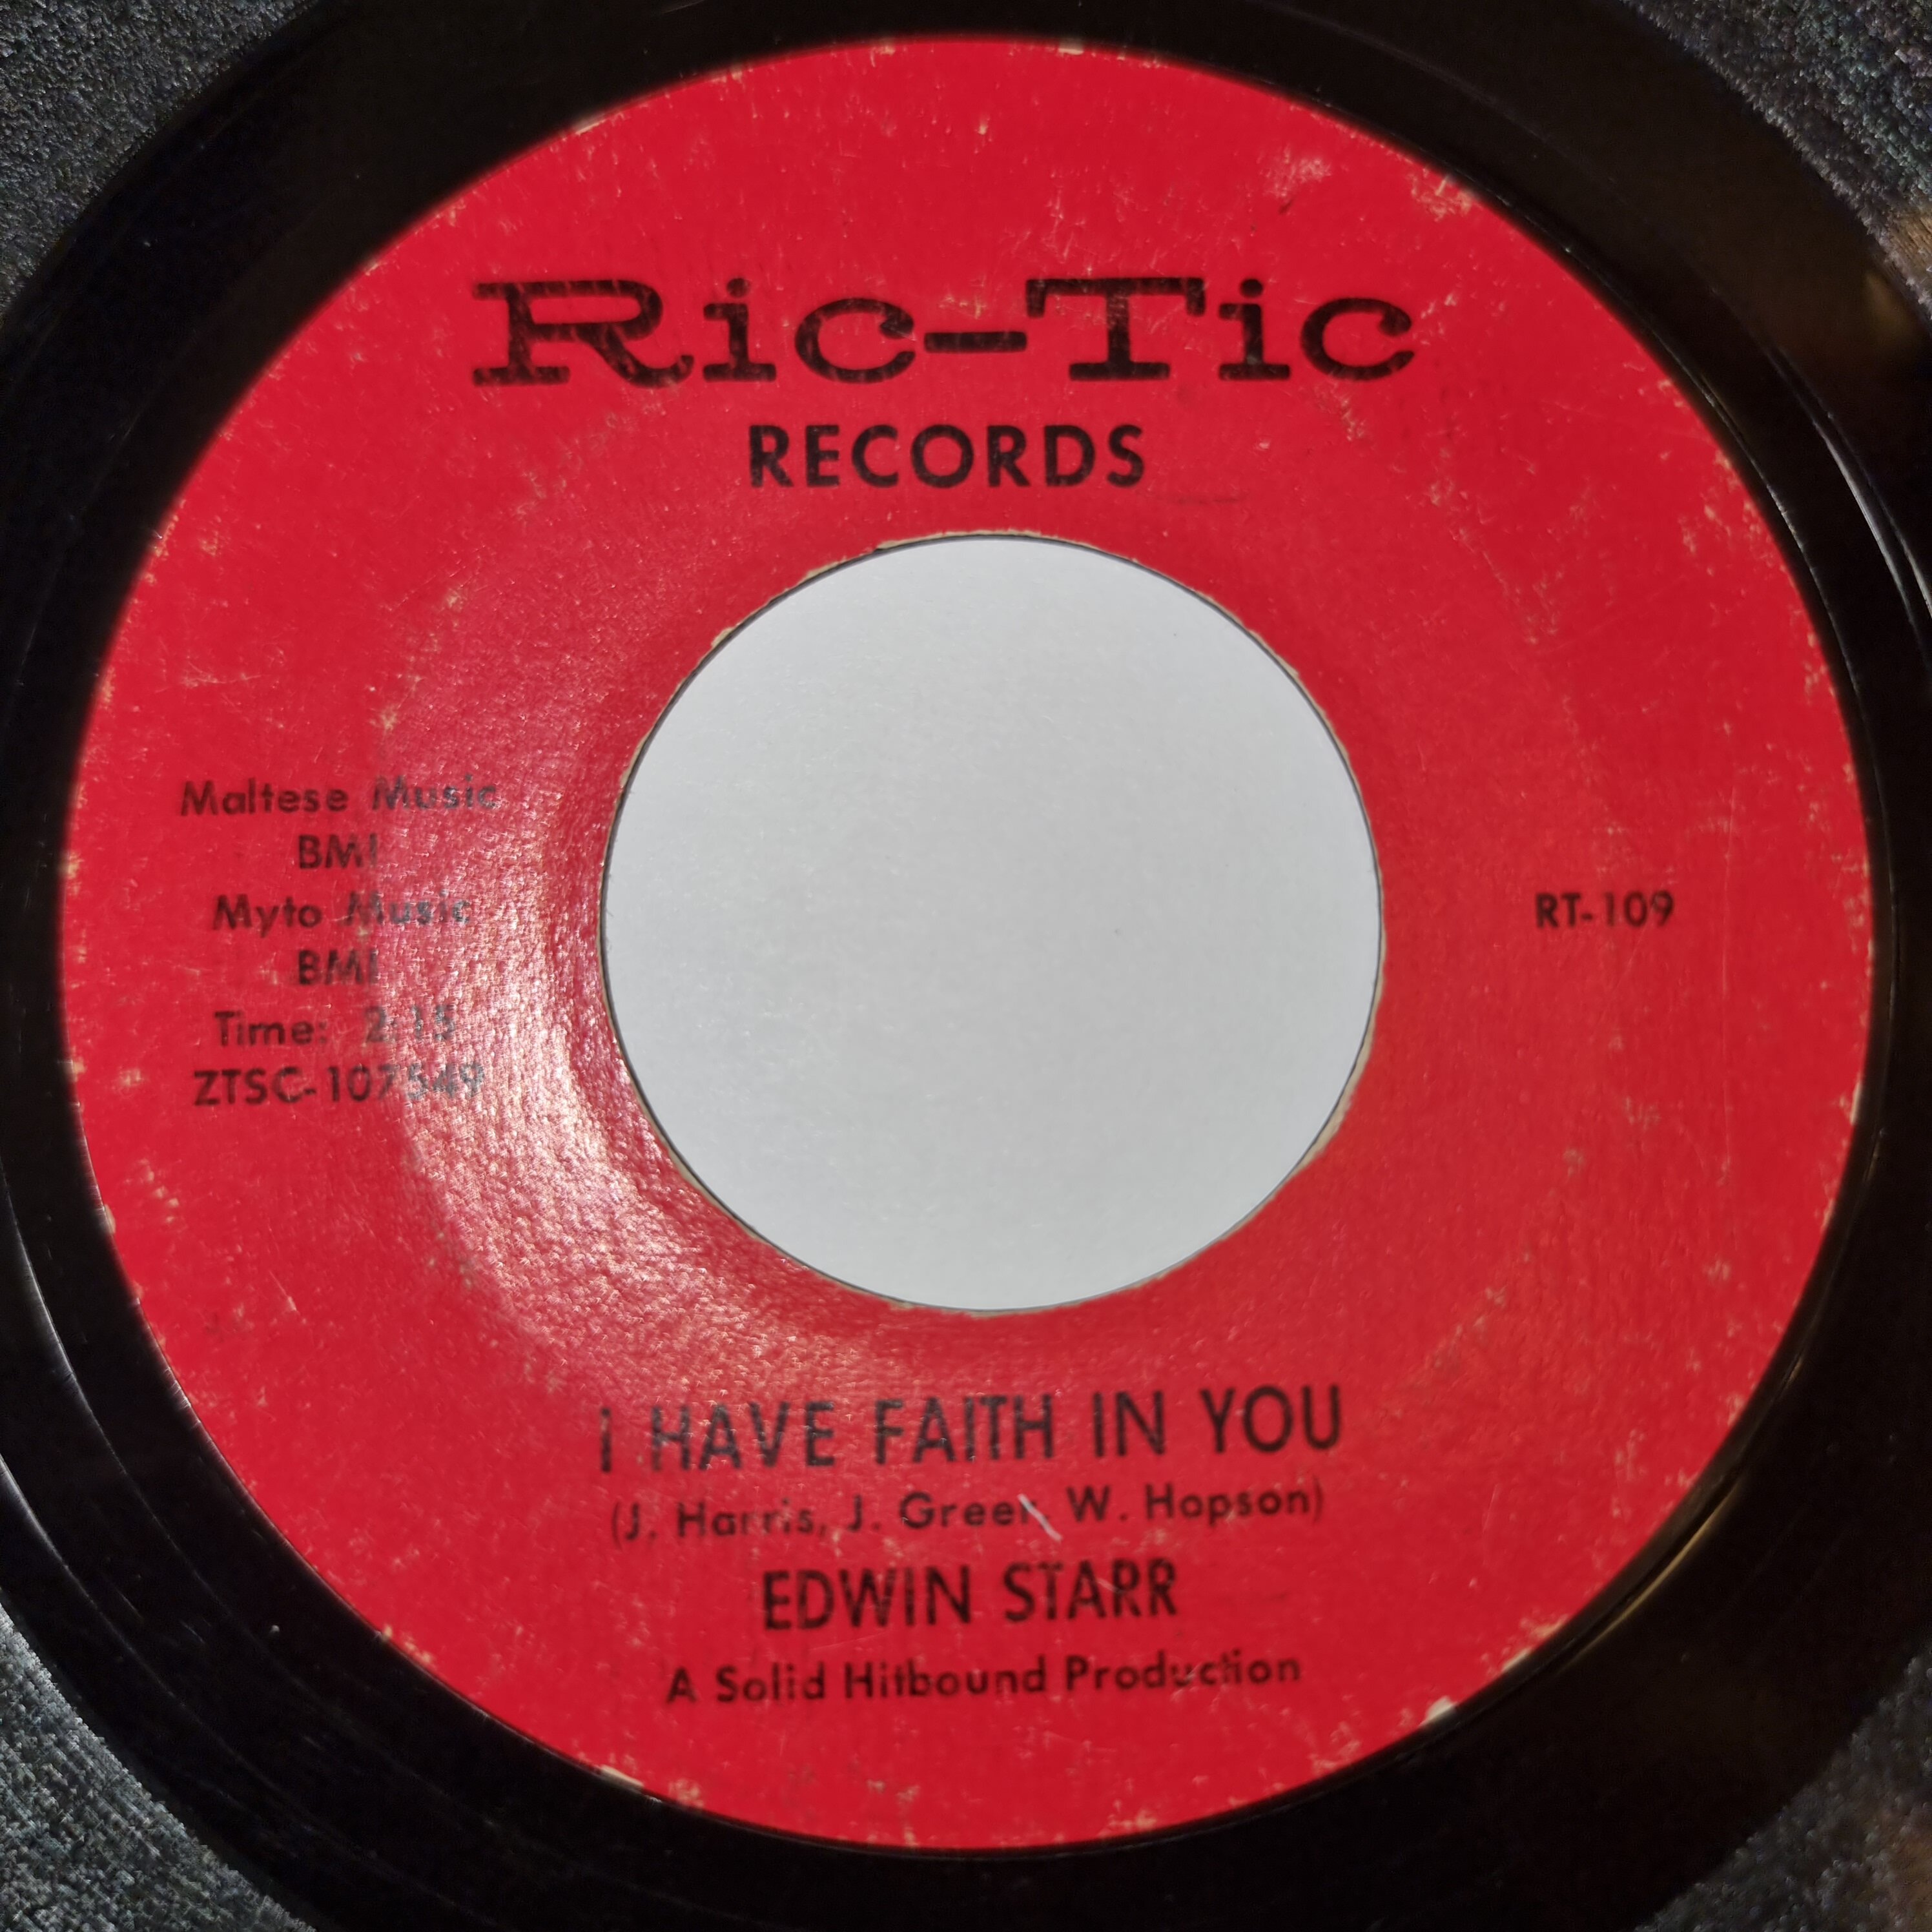 Ric-Tic
RECORDS
Maltese Music
BMI
Myto Music
BMI
Time: 2:15
ZTSC-107549
RT-109
I HAVE FAITH IN YOU
(J. Harris, J. Greer, W. Hopson)
EDWIN STARR
A Solid Hitbound Production